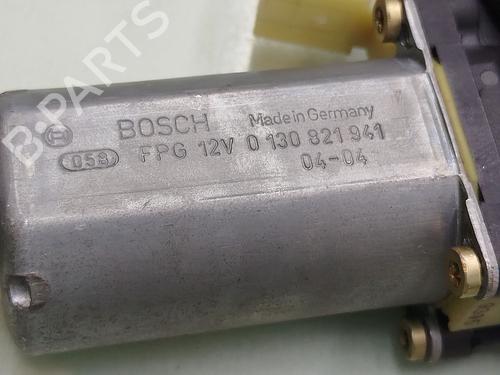 BOSCH Made in Germany
058 FPG 12V 0 130 821 941
04-04
B-PARTS